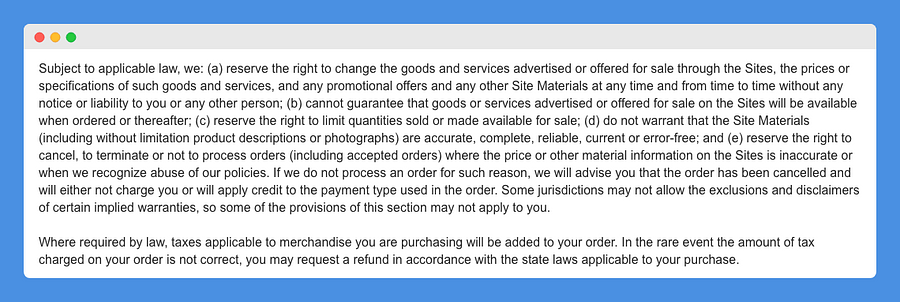 Subject to applicable law, we: (a) reserve the right to change the goods and services advertised or offered for sale through the Sites, the prices or
specifications of such goods and services, and any promotional offers and any other Site Materials at any time and from time to time without any
notice or liability to you or any other person; (b) cannot guarantee that goods or services advertised or offered for sale on the Sites will be available
when ordered or thereafter; (c) reserve the right to limit quantities sold or made available for sale; (d) do not warrant that the Site Materials
(including without limitation product descriptions or photographs) are accurate, complete, reliable, current or error-free; and (e) reserve the right to
cancel, to terminate or not to process orders (including accepted orders) where the price or other material information on the Sites is inaccurate or
when we recognize abuse of our policies. If we do not process an order for such reason, we will advise you that the order has been cancelled and
will either not charge you or will apply credit to the payment type used in the order. Some jurisdictions may not allow the exclusions and disclaimers
of certain implied warranties, so some of the provisions of this section may not apply to you.
Where required by law, taxes applicable to merchandise you are purchasing will be added to your order. In the rare event the amount of tax
charged on your order is not correct, you may request a refund in accordance with the state laws applicable to your purchase.